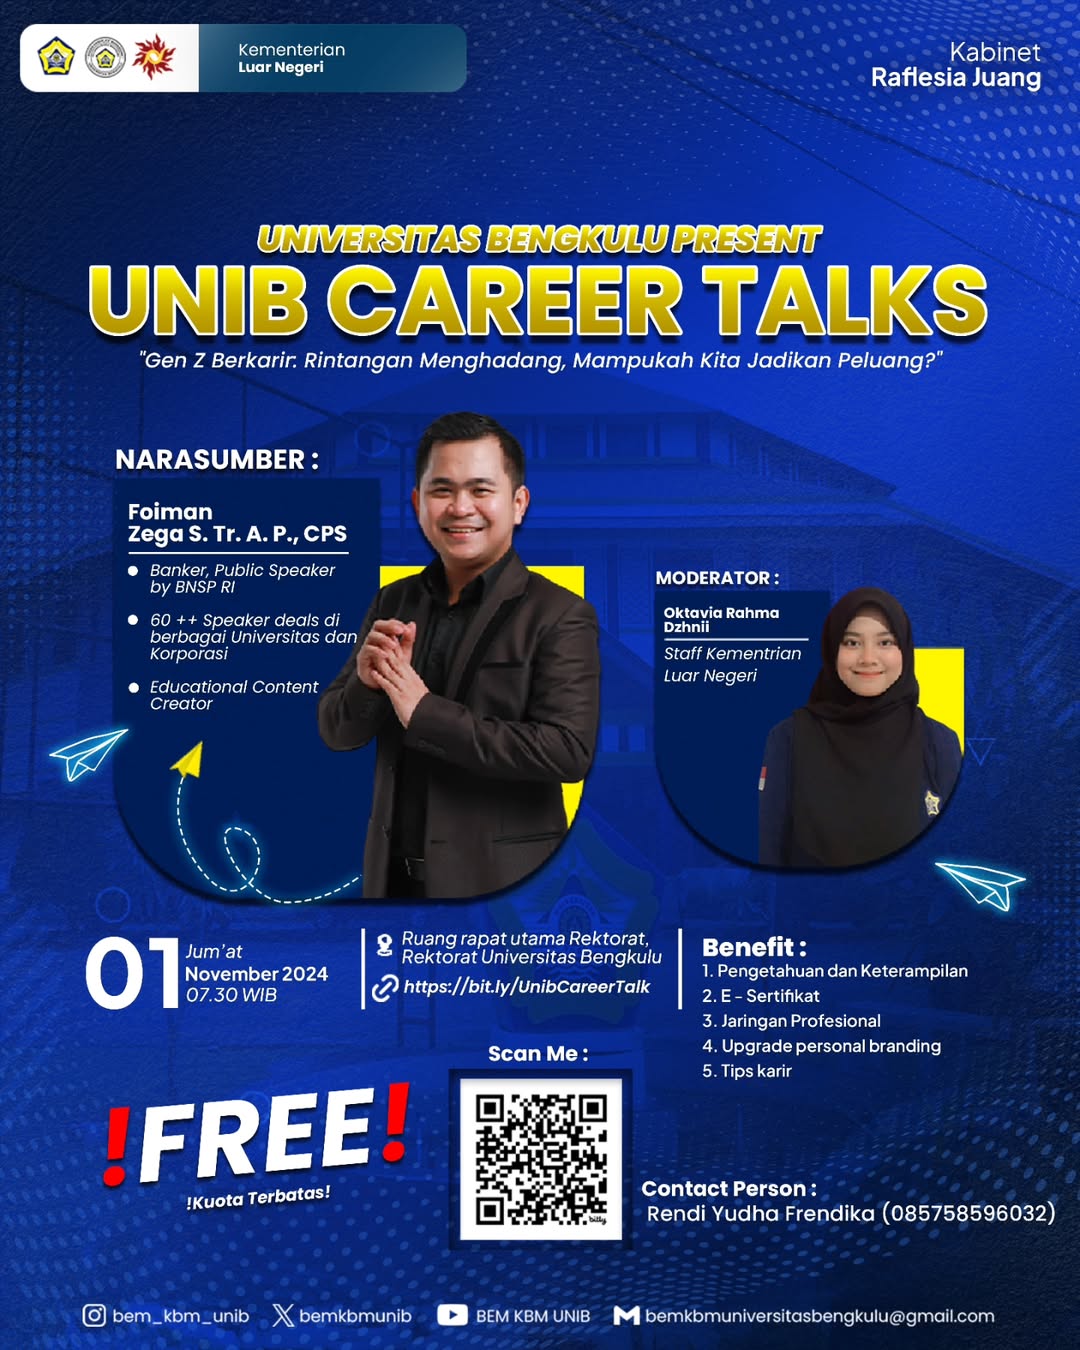 Kementerian
Luar Negeri
Kabinet
Raflesia Juang
UNIVERSITAS BENGKULU PRESENT
UNIB CAREER TALKS
"Gen Z Berkarir: Rintangan Menghadang, Mampukah Kita Jadikan Peluang?"
NARASUMBER :
Foiman
Zega S. Tr. A. P., CPS
Banker, Public Speaker
by BNSP RI
60 ++ Speaker deals di
berbagai Universitas dan
Korporasi
Educational Content
Creator
MODERATOR :
Oktavia Rahma
Dzhnii
Staff Kementrian
Luar Negeri
01
Jum'at
November 2024
07.30 WIB
Ruang rapat utama Rektorat,
Rektorat Universitas Bengkulu
https://bit.ly/UnibCareerTalk
Benefit :
1. Pengetahuan dan Keterampilan
2. E - Sertifikat
3. Jaringan Profesional
4. Upgrade personal branding
5. Tips karir
Scan Me :
bitly
!FREE!
!Kuota Terbatas!
Contact Person :
Rendi Yudha Frendika (085758596032)
bem_kbm_unib
bemkbmunib
BEM KBM UNIB
bemkbmuniversitasbengkulu@gmail.com